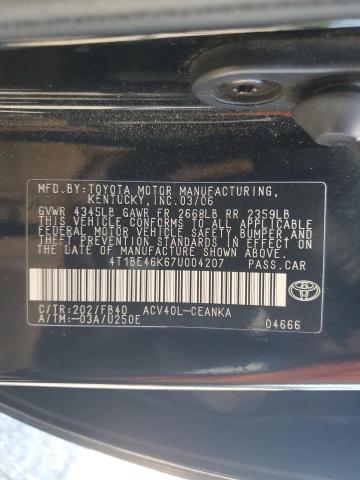 MFD.BY:TOYOTA MOTOR MANUFACTURING,
KENTUCKY,INC.03/06
GVWR 4345LB GAWR FR 2668LB RR 2359LB
THIS VEHICLE CONFORMS TO ALL APPLICABLE
FEDERAL MOTOR VEHICLE SAFETY, BUMPER,
AND THEFT PREVENTION STANDARDS IN EFFECT
ON THE DATE OF MANUFACTURE SHOWN ABOVE.
4T1BE46K67U004207 PASS.CAR
C/TR:202/FB40 ACV40L-CEANKA
A/TM:-03A/U250E 04666
TOYOTA